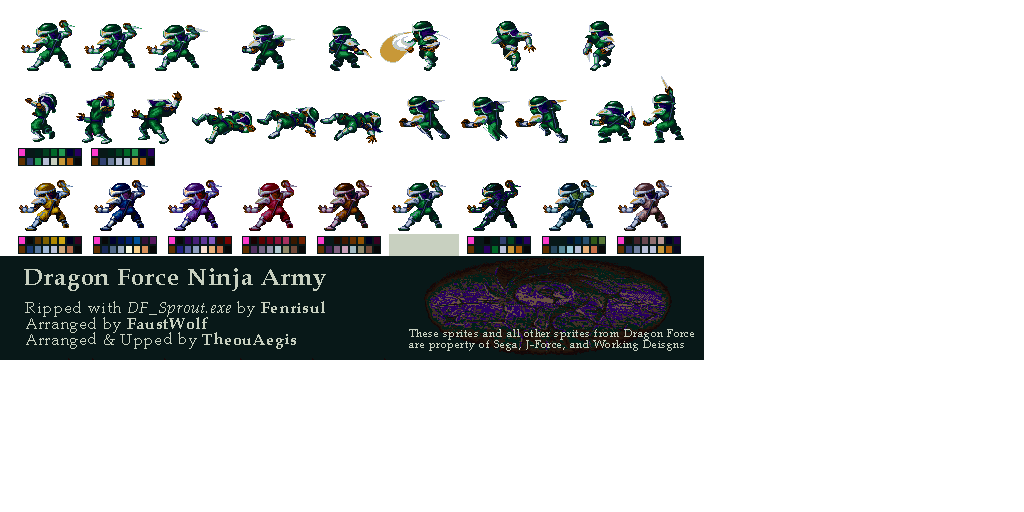 Dragon Force Ninja Army
Ripped with DF_Sprout.exe by Fenrisul
Arranged by FaustWolf
Arranged & Upped by TheouAegis
These sprites and all other sprites from Dragon Force
are property of Sega, J-Force, and Working Deisgns